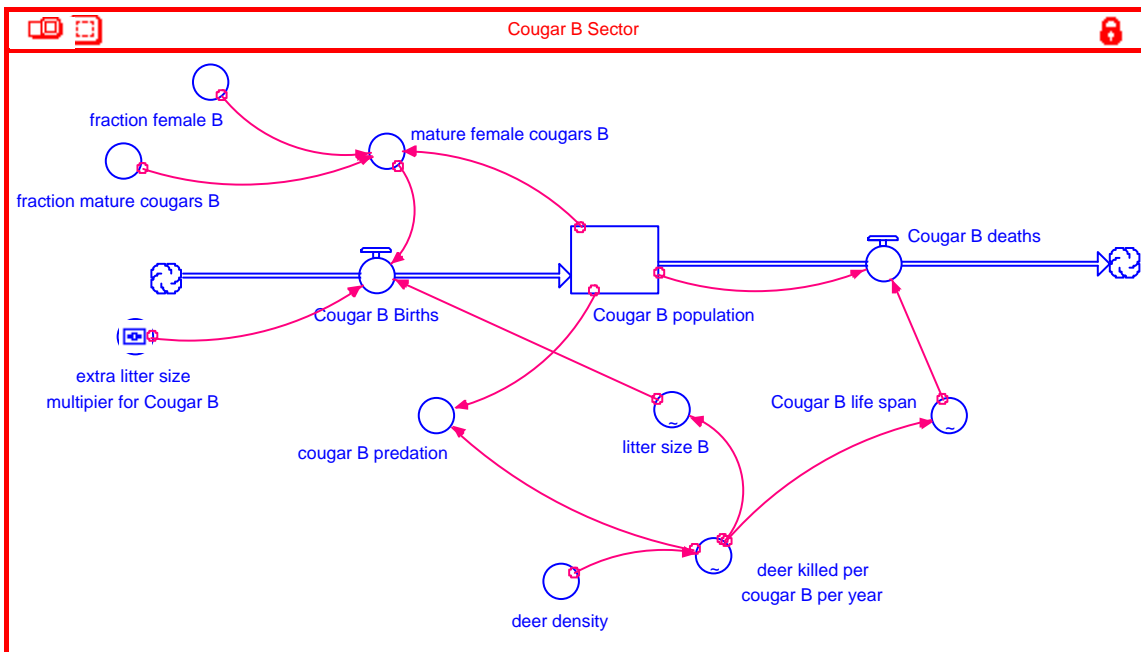 Cougar B Sector
fraction female B
mature female cougars B
fraction mature cougars B
Cougar B deaths
Cougar B Births
Cougar B population
extra litter size
multipier for Cougar B
Cougar B life span
cougar B predation
litter size B
~
~
~
deer killed per
cougar B per year
deer density